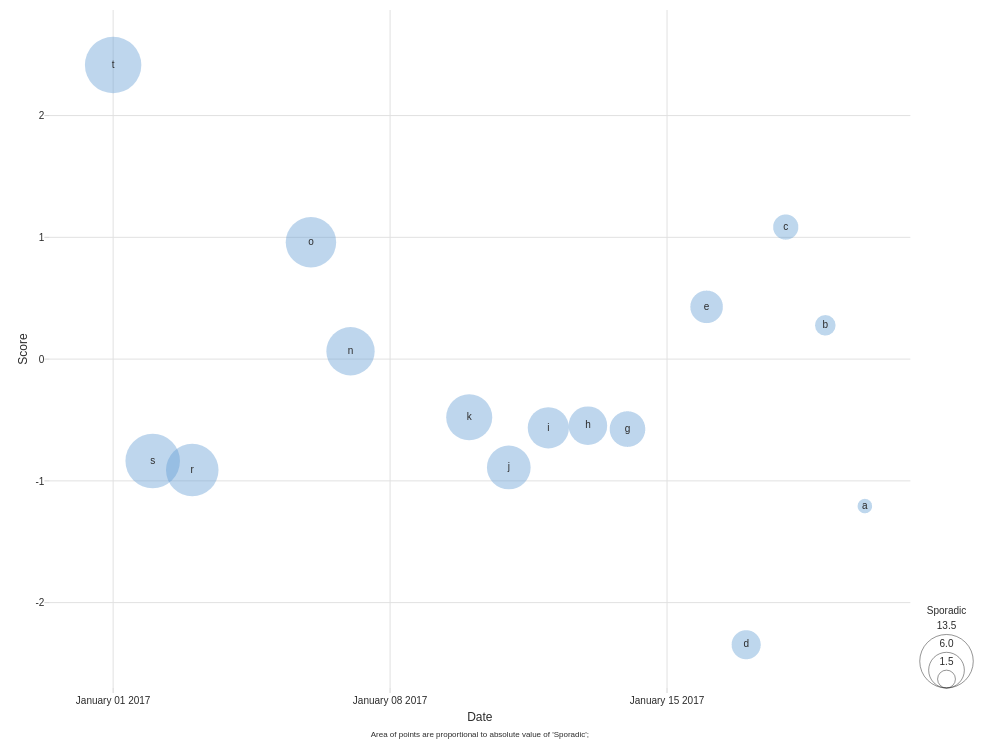 t
2
1
o
c
e
b
n
0
Score
k
i
h
g
s
r
j
-1
a
-2
d
Sporadic
13.5
6.0
1.5
January 01 2017
January 08 2017
January 15 2017
Date
Area of points are proportional to absolute value of 'Sporadic';